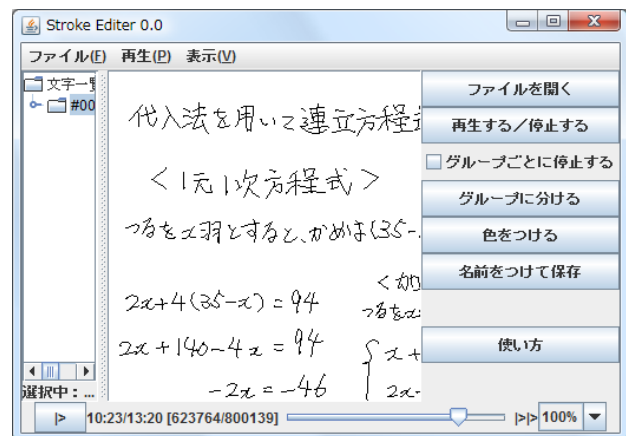 Stroke Editer 0.0
ファイル(F) 再生(P) 表示(V)
文字一
#00
代入法を用いて連立方程
<1元1次方程式>
つるをx羽とすると、かめは(35-
2x+4(35-x)=94
2x+140-4x=94
-2x=-46
<加
つるをx
x+
2x-
ファイルを開く
再生する／停止する
グループごとに停止する
グループに分ける
色をつける
名前をつけて保存
使い方
選択中：...
|> 10:23/13:20 [623764/800139] |>|> 100%